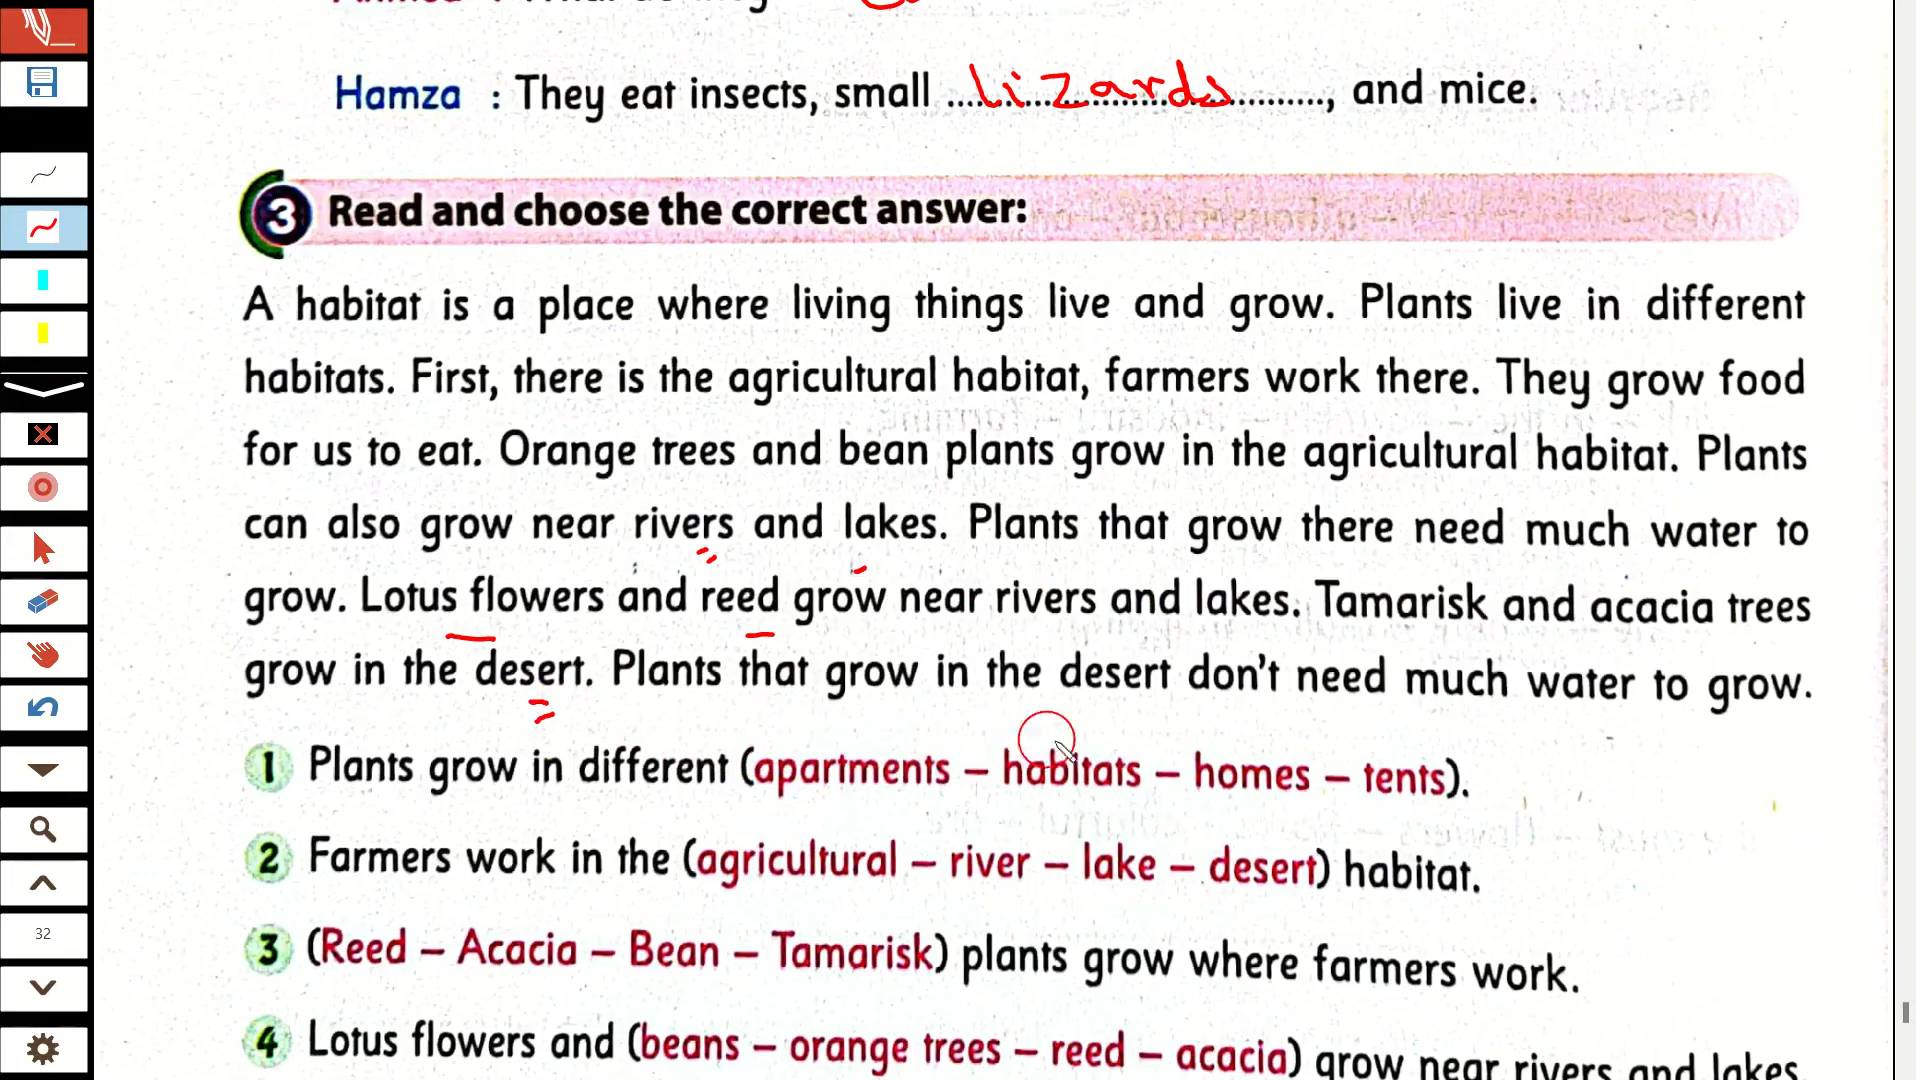 Hamza : They eat insects, small lizards, and mice.
3 Read and choose the correct answer:
A habitat is a place where living things live and grow. Plants live in different
habitats. First, there is the agricultural habitat, farmers work there. They grow food
for us to eat. Orange trees and bean plants grow in the agricultural habitat. Plants
can also grow near rivers and lakes. Plants that grow there need much water to
grow. Lotus flowers and reed grow near rivers and lakes. Tamarisk and acacia trees
grow in the desert. Plants that grow in the desert don't need much water to grow.
1 Plants grow in different (apartments – habitats – homes – tents).
2 Farmers work in the (agricultural – river – lake – desert) habitat.
3 (Reed – Acacia – Bean – Tamarisk) plants grow where farmers work.
4 Lotus flowers and (beans – orange trees – reed – acacia) grow near rivers and lakes.
32